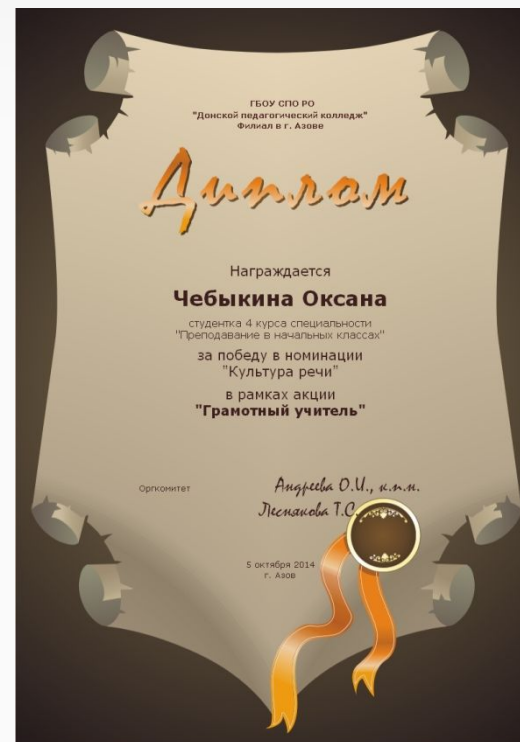 ГБОУ СПО РО
"Донской педагогический колледж"
Филиал в г. Азове
Диплом
Награждается
Чебыкина Оксана
студентка 4 курса специальности
"Преподавание в начальных классах"
за победу в номинации
"Культура речи"
в рамках акции
"Грамотный учитель"
Оргкомитет
Андреева О.И., к.п.н.
Леснякова Т.С.
5 октября 2014
г. Азов